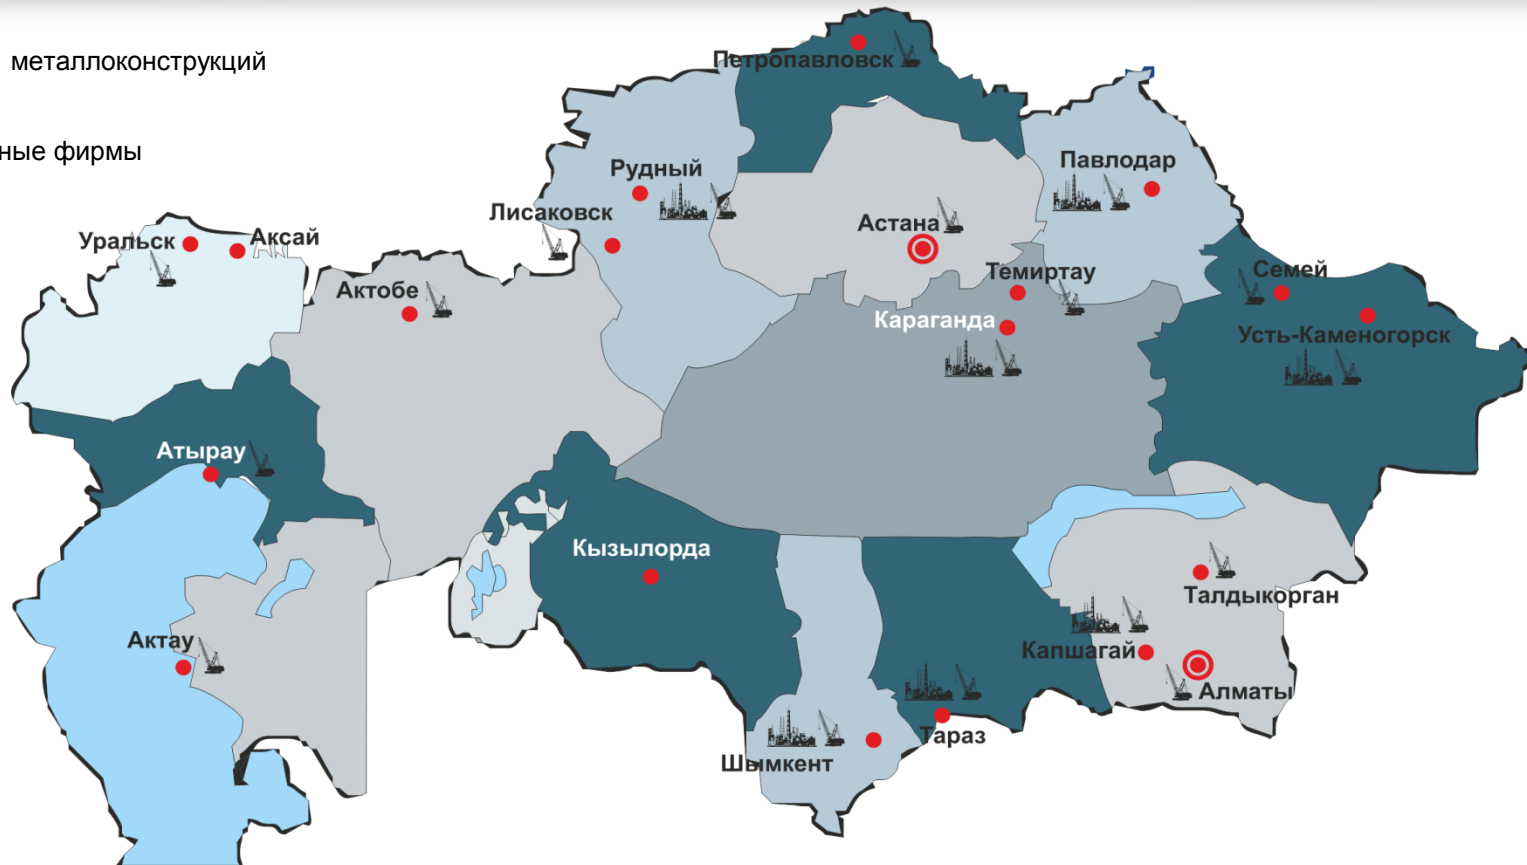 металлоконструкций
ные фирмы
Петропавловск
Рудный
Павлодар
Лисаковск
Астана
Уральск
Аксай
Темиртау
Семей
Актобе
Караганда
Усть-Каменогорск
Атырау
Кызылорда
Талдыкорган
Актау
Капшагай
Алматы
Тараз
Шымкент